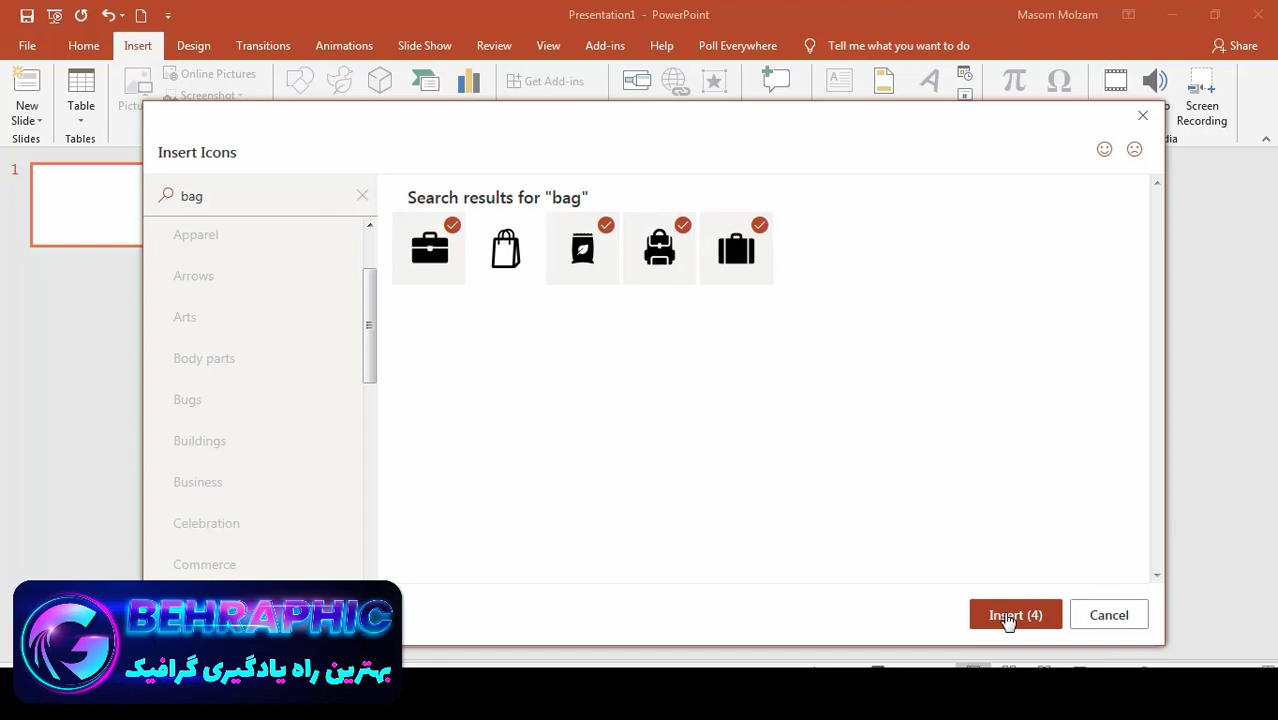 Presentation1 - PowerPoint
Masom Molzam
File
Home
Insert
Design
Transitions
Animations
Slide Show
Review
View
Add-ins
Help
Poll Everywhere
Tell me what you want to do
Share
New
Slide
Slides
Table
Tables
Online Pictures
Screenshot
Get Add-ins
Screen
Recording
Insert Icons
bag
Search results for "bag"
Apparel
Arrows
Arts
Body parts
Bugs
Buildings
Business
Celebration
Commerce
1
Insert (4)
Cancel
BEHRAPHIC
بهترین راه یادگیری گرافیک